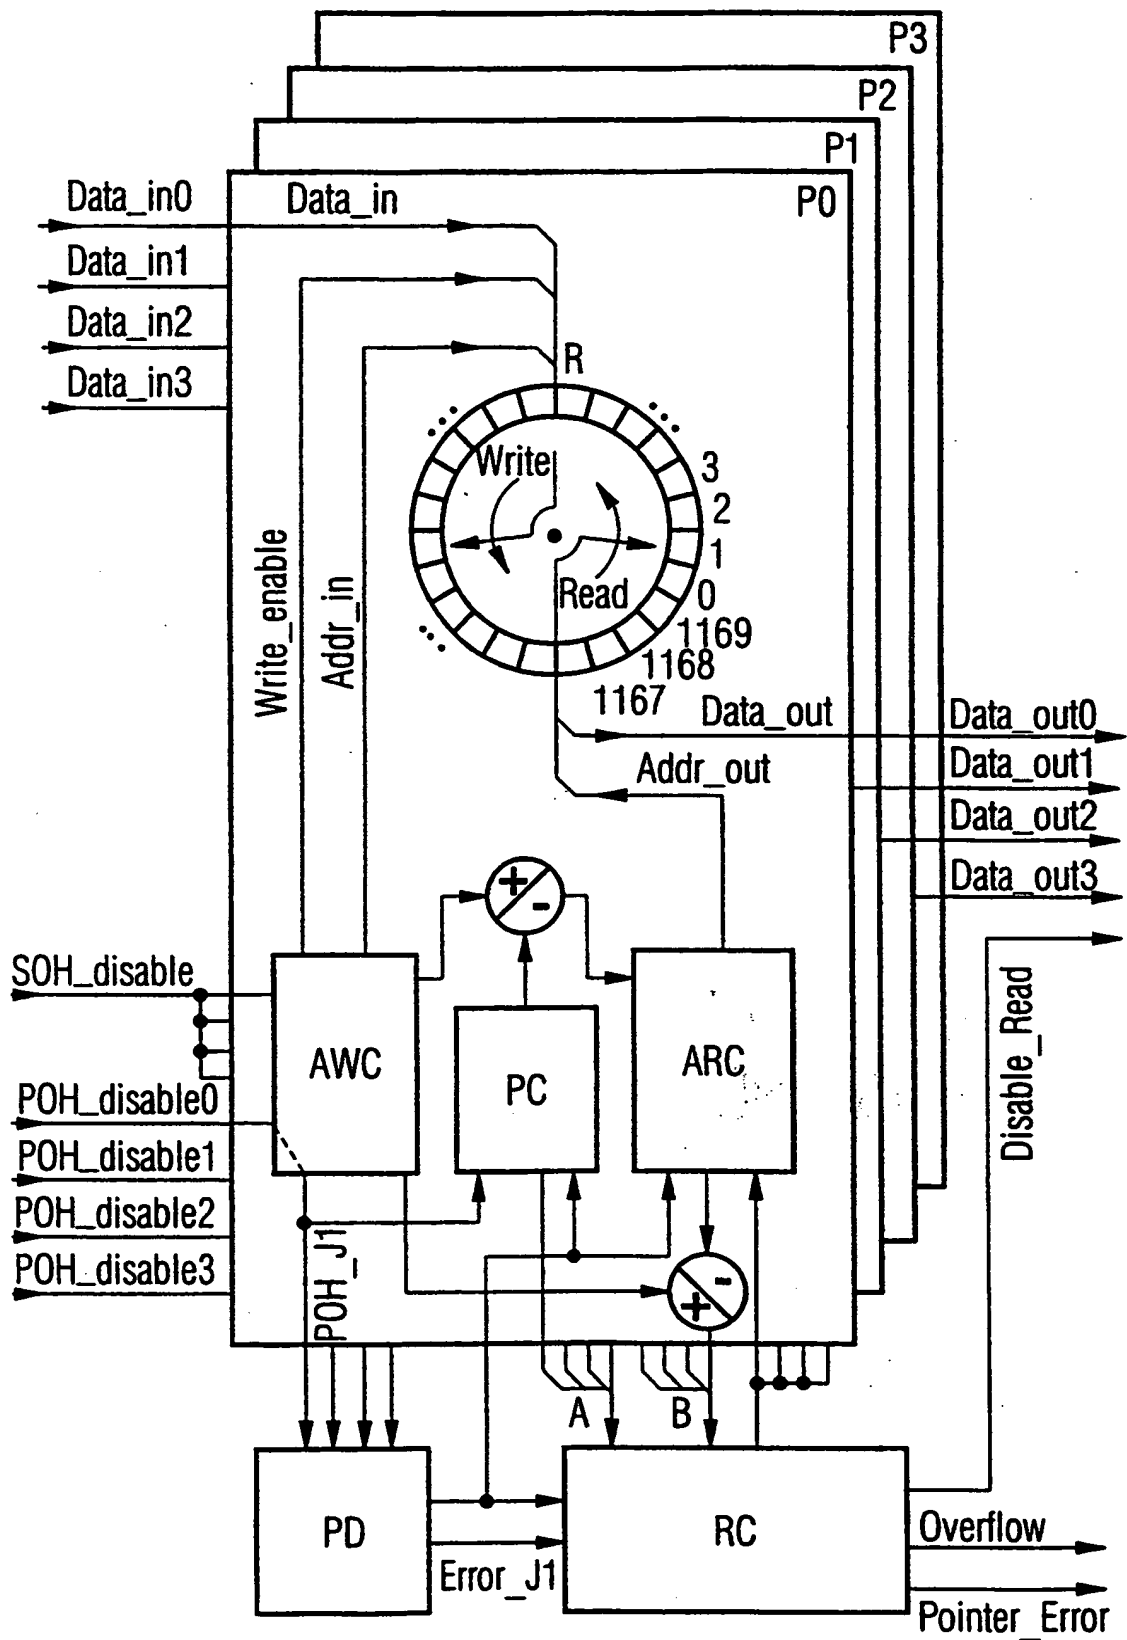 P3
P2
P1
P0
Data_in0
Data_in
Data_in1
Data_in2
Data_in3
R
Write
Read
3
2
1
0
1169
1168
1167
Write_enable
Addr_in
Data_out
Data_out0
Addr_out
Data_out1
Data_out2
Data_out3
+
-
SOH_disable
AWC
PC
ARC
Disable_Read
POH_disable0
POH_disable1
POH_disable2
POH_disable3
POH_J1
-
+
A
B
PD
RC
Error_J1
Overflow
Pointer_Error